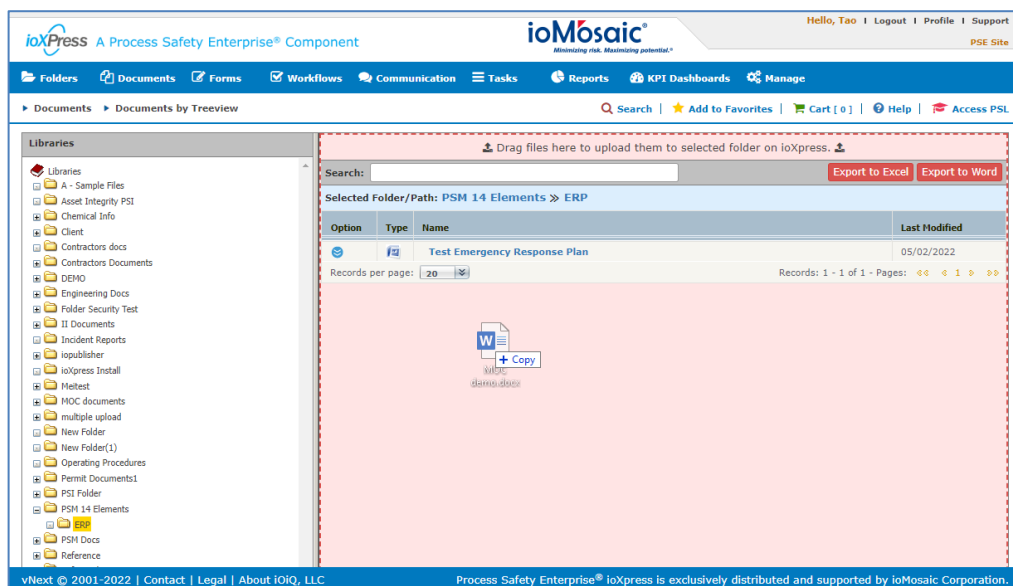 Hello, Tao | Logout | Profile | Support
ioXPress A Process Safety Enterprise® Component
ioMosaic®
Minimizing risk. Maximizing potential.®
PSE Site
Folders Documents Forms Workflows Communication Tasks Reports KPI Dashboards Manage
Documents Documents by Treeview Search | Add to Favorites | Cart [ 0 ] | Help | Access PSL
Libraries
Libraries
A - Sample Files
Asset Integrity PSI
Chemical Info
Client
Contractors docs
Contractors Documents
DEMO
Engineering Docs
Folder Security Test
II Documents
Incident Reports
iopublisher
ioXpress Install
Meitest
MOC documents
multiple upload
New Folder
New Folder(1)
Operating Procedures
Permit Documents1
PSI Folder
PSM 14 Elements
ERP
PSM Docs
Reference
Drag files here to upload them to selected folder on ioXpress.
Search: Export to Excel Export to Word
Selected Folder/Path: PSM 14 Elements » ERP
Option Type Name Last Modified
Test Emergency Response Plan 05/02/2022
Records per page: 20 Records: 1 - 1 of 1 - Pages: 1
W
+ Copy
MOC
demo.docx
vNext © 2001-2022 | Contact | Legal | About iOiQ, LLC Process Safety Enterprise® ioXpress is exclusively distributed and supported by ioMosaic Corporation.